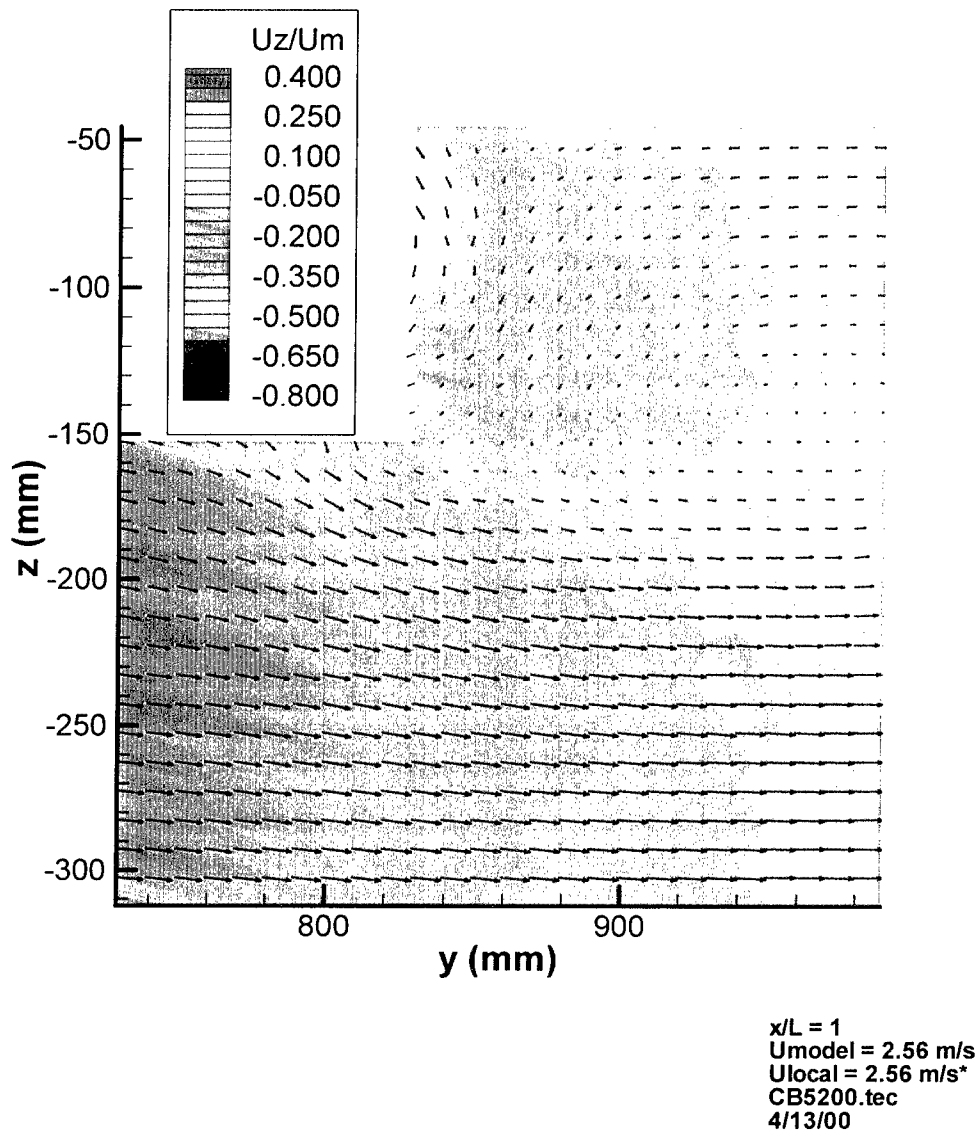 Uz/Um
0.400
0.250
0.100
-0.050
-0.200
-0.350
-0.500
-0.650
-0.800
-50
-100
-150
-200
-250
-300
z (mm)
800
900
y (mm)
x/L = 1
Umodel = 2.56 m/s
Ulocal = 2.56 m/s*
CB5200.tec
4/13/00